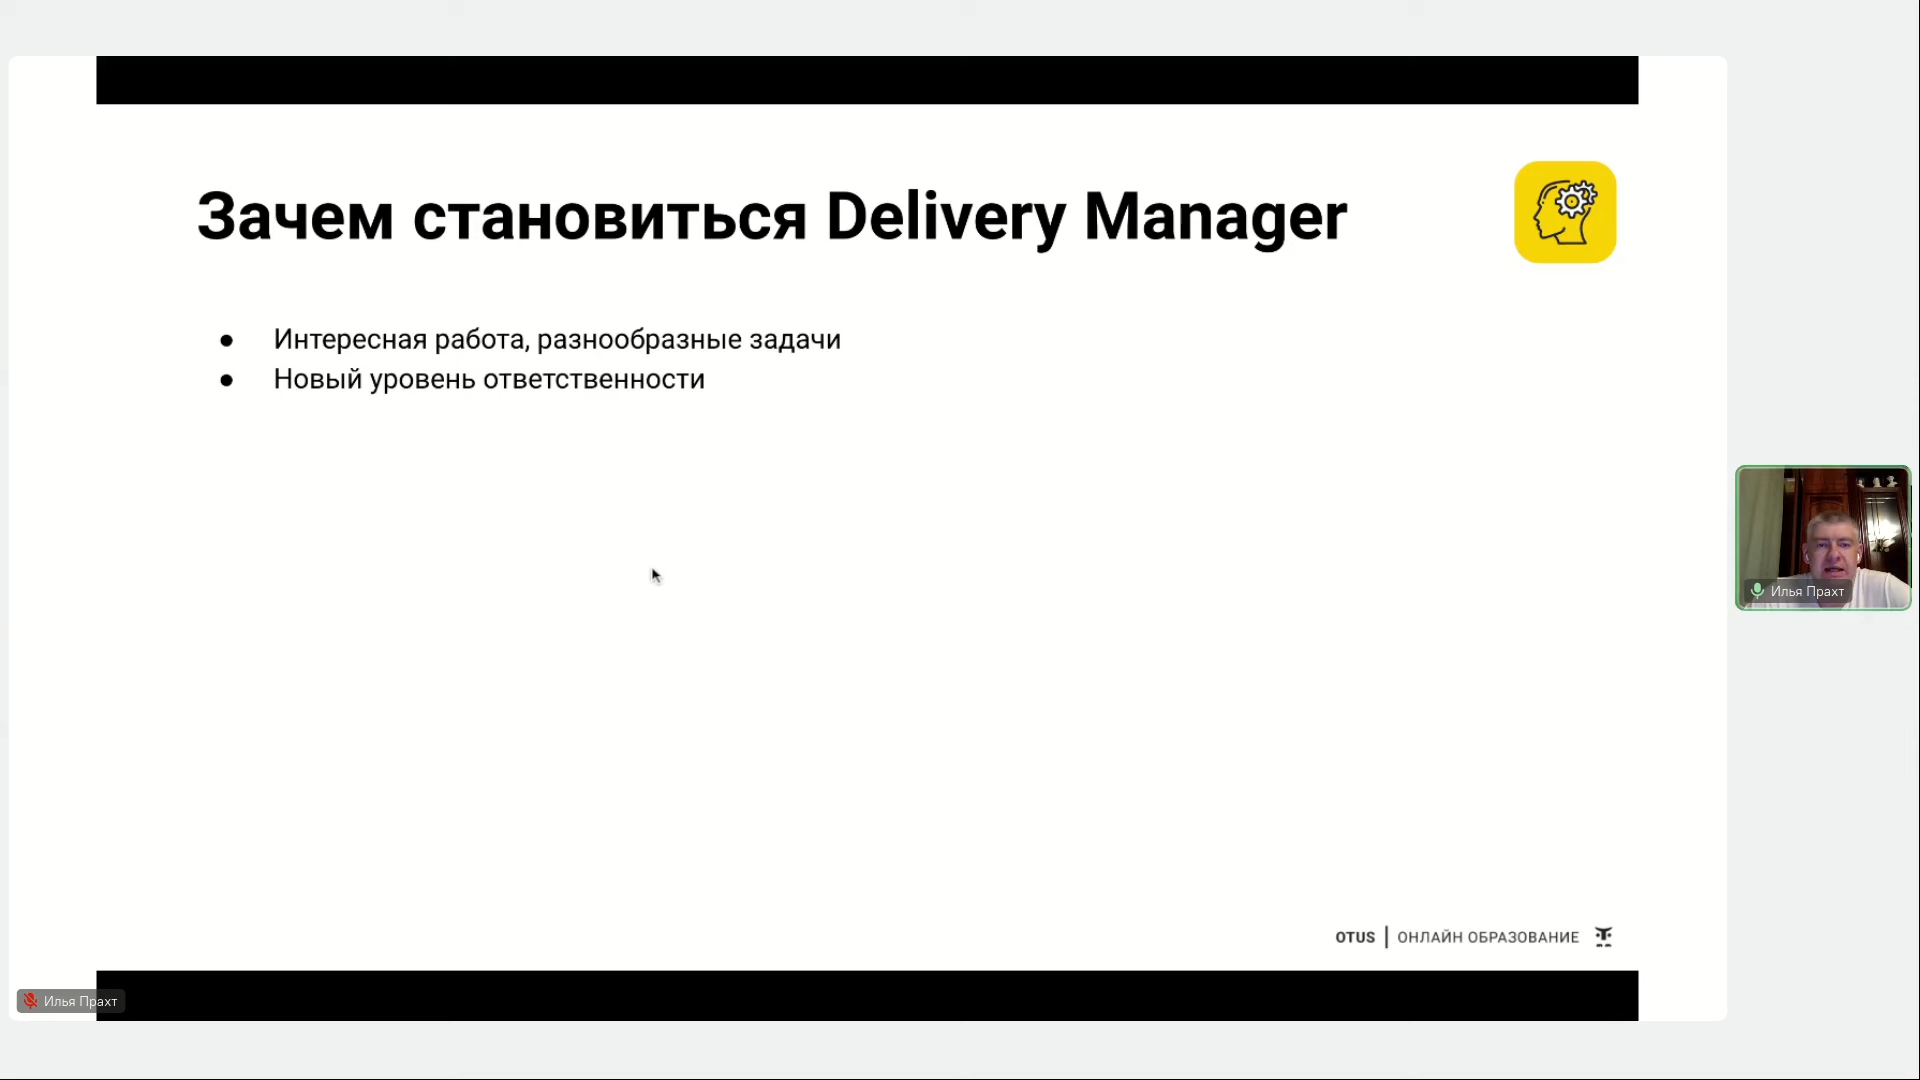 Зачем становиться Delivery Manager
● Интересная работа, разнообразные задачи
● Новый уровень ответственности
Илья Прахт
OTUS | ОНЛАЙН ОБРАЗОВАНИЕ
Илья Прахт